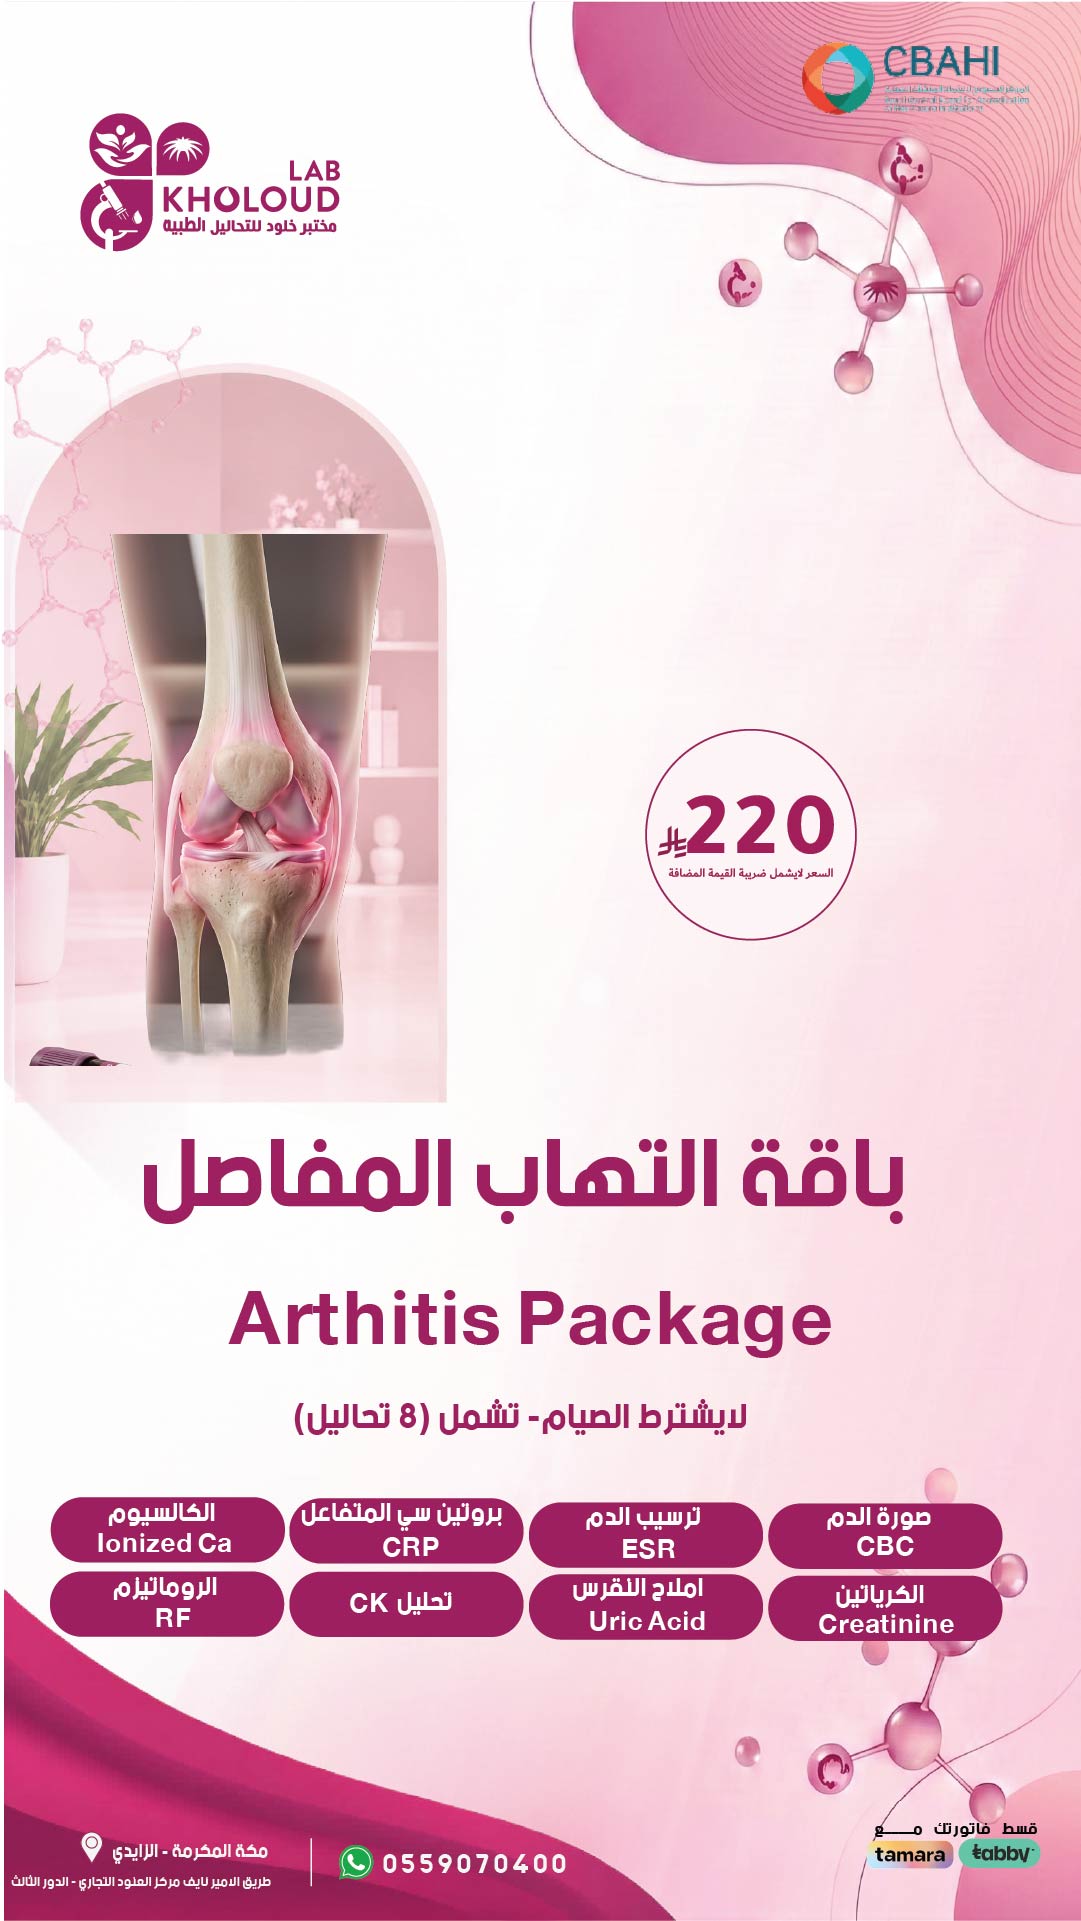 CBAHI
LAB
KHOLOUD
مختبر خلود للتحاليل الطبية
220
السعر لايشمل ضريبة القيمة المضافة
باقة التهاب المفاصل
Arthitis Package
لايشترط الصيام- تشمل (8 تحاليل)
صورة الدم
CBC
ترسيب الدم
ESR
بروتين سي المتفاعل
CRP
الكالسيوم
Ionized Ca
الكرياتين
Creatinine
املاح النقرس
Uric Acid
تحليل CK
الروماتيزم
RF
قسط فاتورتك مع
tamara
tabby
0559070400
مكة المكرمة - الزايدي
طريق الامير نايف مركز العنود التجاري - الدور الثالث